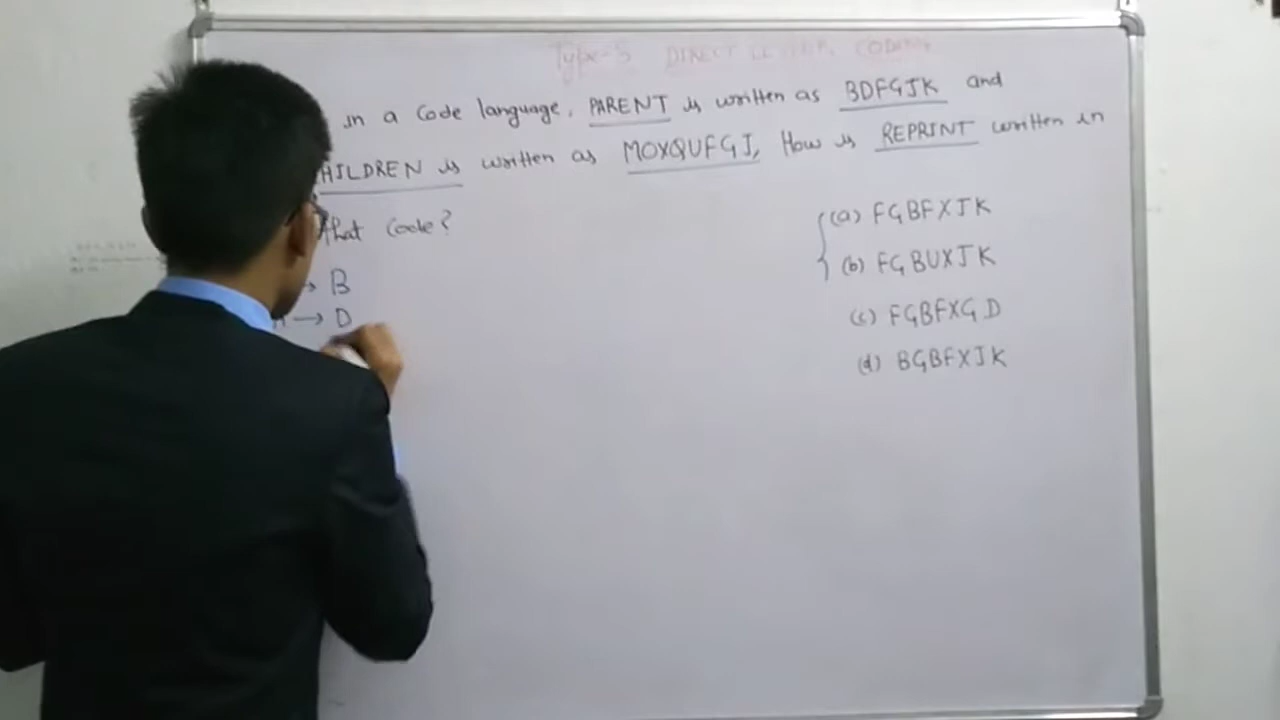 Type-5 DIRECT LETTER CODING
in a code language, PARENT is written as BDFGJK and
HILDREN is written as MOXQUFGJ, How is REPRINT written in
that code?
(a) FGBFXJK
(b) FGBUXJK
(c) FGBFXGD
(d) BGBFXJK
→ B
→ D